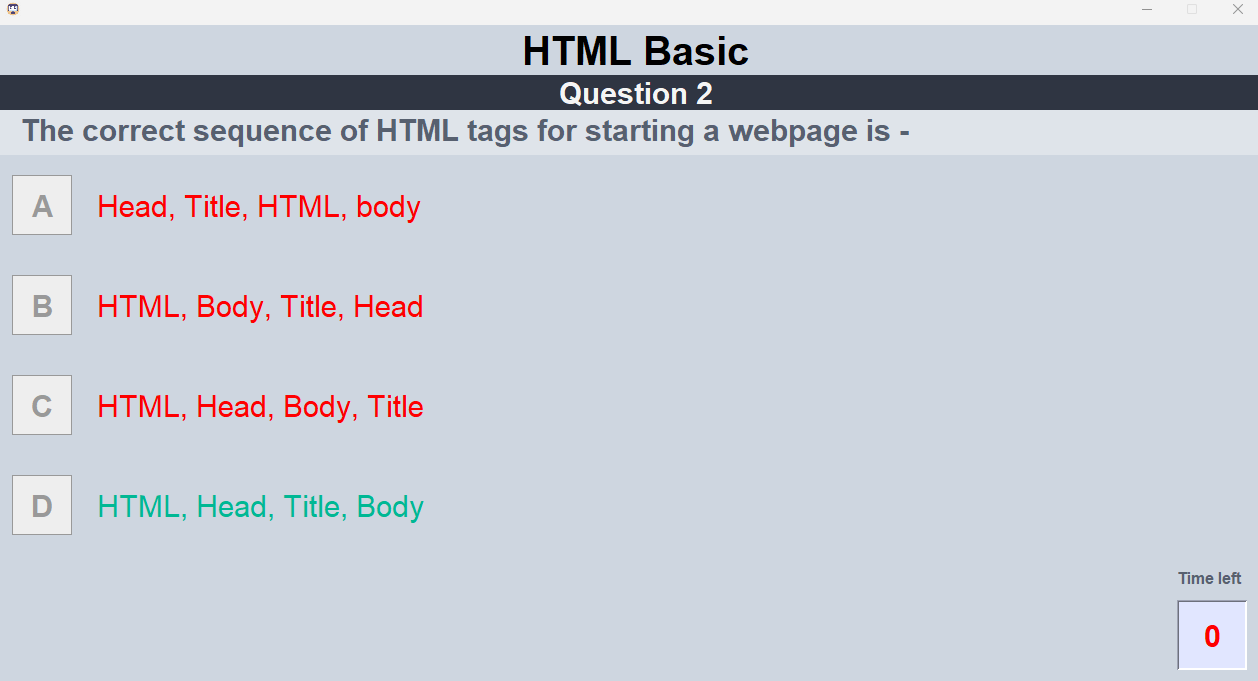 HTML Basic
Question 2
The correct sequence of HTML tags for starting a webpage is -
A Head, Title, HTML, body
B HTML, Body, Title, Head
C HTML, Head, Body, Title
D HTML, Head, Title, Body
Time left
0